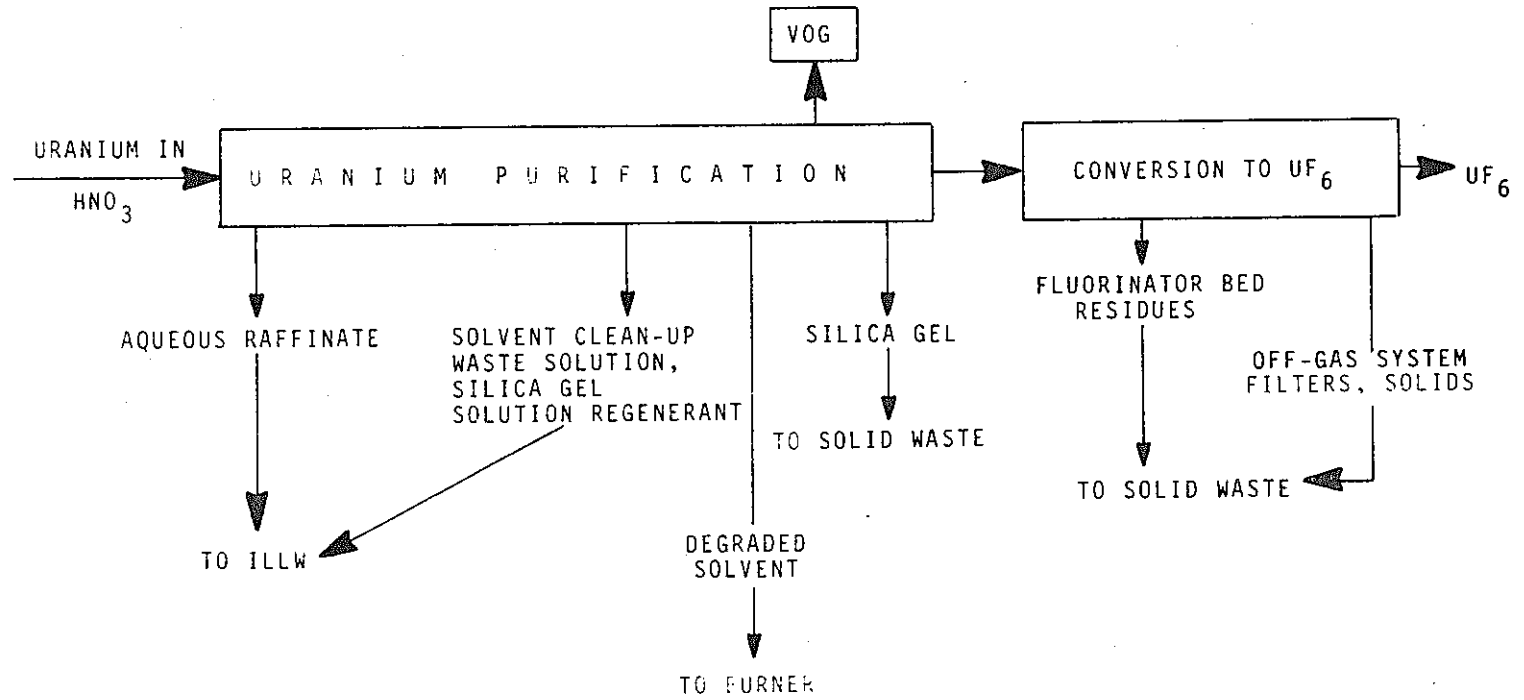 VOG
URANIUM IN
HNO3
URANIUM PURIFICATION
CONVERSION TO UF6
UF6
AQUEOUS RAFFINATE
SOLVENT CLEAN-UP
WASTE SOLUTION,
SILICA GEL
SOLUTION REGENERANT
SILICA GEL
TO SOLID WASTE
FLUORINATOR BED
RESIDUES
OFF-GAS SYSTEM
FILTERS, SOLIDS
TO SOLID WASTE
TO ILLW
DEGRADED
SOLVENT
TO BURNER